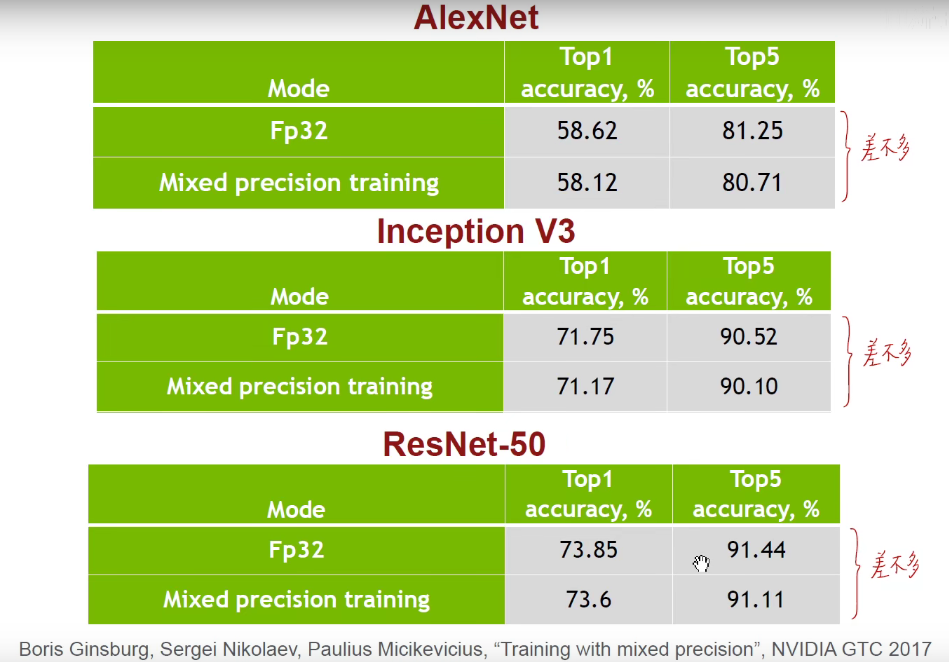 AlexNet
Mode Top1 accuracy, % Top5 accuracy, %
Fp32 58.62 81.25
Mixed precision training 58.12 80.71
差不多
Inception V3
Mode Top1 accuracy, % Top5 accuracy, %
Fp32 71.75 90.52
Mixed precision training 71.17 90.10
差不多
ResNet-50
Mode Top1 accuracy, % Top5 accuracy, %
Fp32 73.85 91.44
Mixed precision training 73.6 91.11
差不多
Boris Ginsburg, Sergei Nikolaev, Paulius Micikevicius, “Training with mixed precision”, NVIDIA GTC 2017